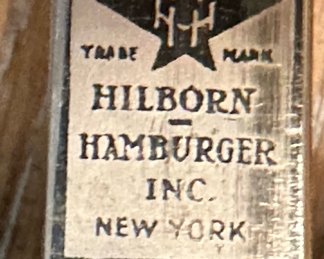 H-H
TRADE MARK
HILBORN
-
HAMBURGER
INC.
NEW YORK